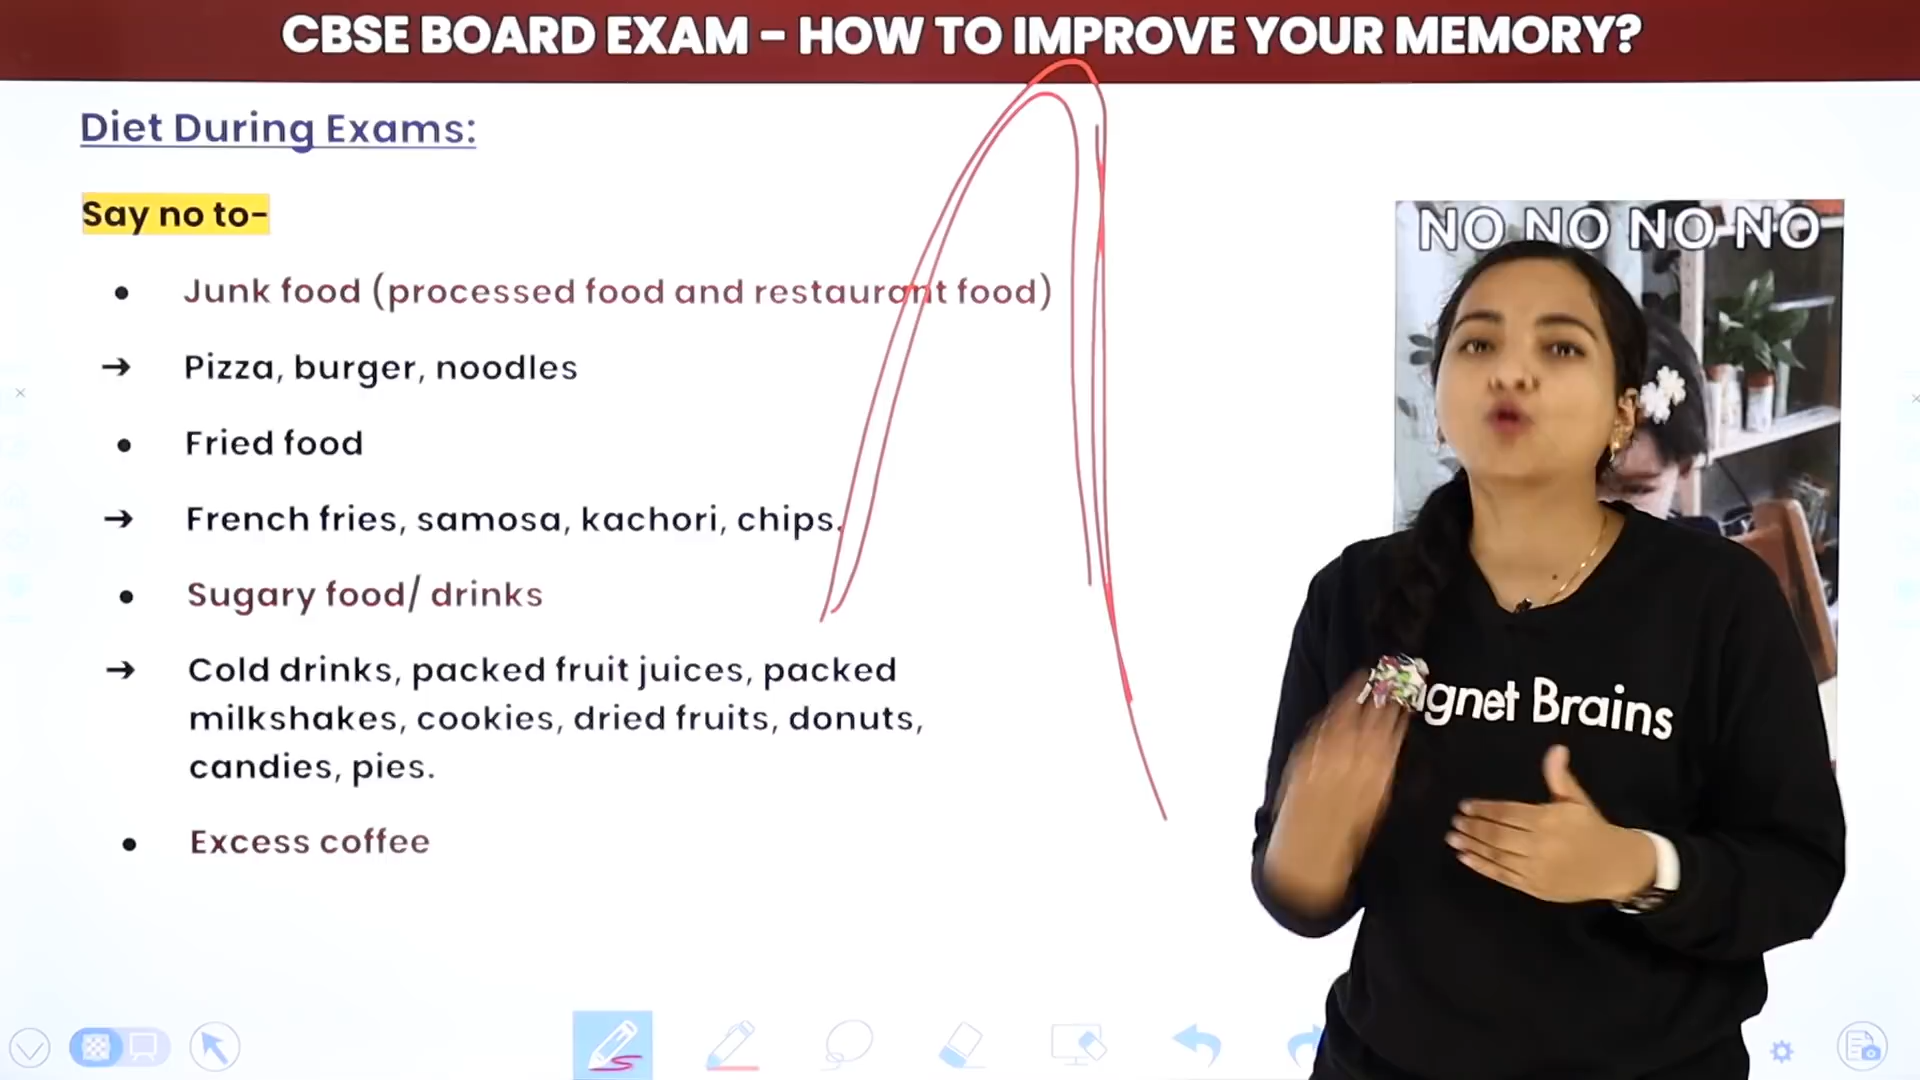 CBSE BOARD EXAM - HOW TO IMPROVE YOUR MEMORY?
Diet During Exams:
Say no to-
● Junk food (processed food and restaurant food)
➔ Pizza, burger, noodles
● Fried food
➔ French fries, samosa, kachori, chips.
● Sugary food/ drinks
➔ Cold drinks, packed fruit juices, packed
milkshakes, cookies, dried fruits, donuts,
candies, pies.
● Excess coffee
NO NO NO NO
gnet Brains